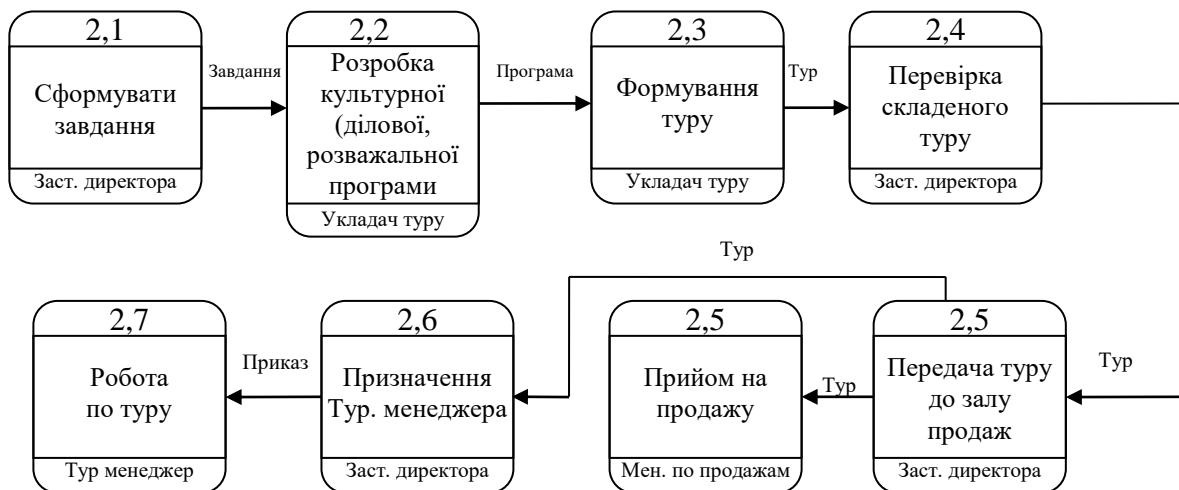 2,1
Сформувати
завдання
Заст. директора
Завдання
2,2
Розробка
культурної
(ділової,
розважальної
програми
Укладач туру
Програма
2,3
Формування
туру
Укладач туру
Тур
2,4
Перевірка
складеного
туру
Заст. директора
Тур
2,7
Робота
по туру
Тур менеджер
Приказ
2,6
Призначення
Тур. менеджера
Заст. директора
2,5
Прийом на
продажу
Мен. по продажам
Тур
2,5
Передача туру
до залу
продаж
Заст. директора
Тур